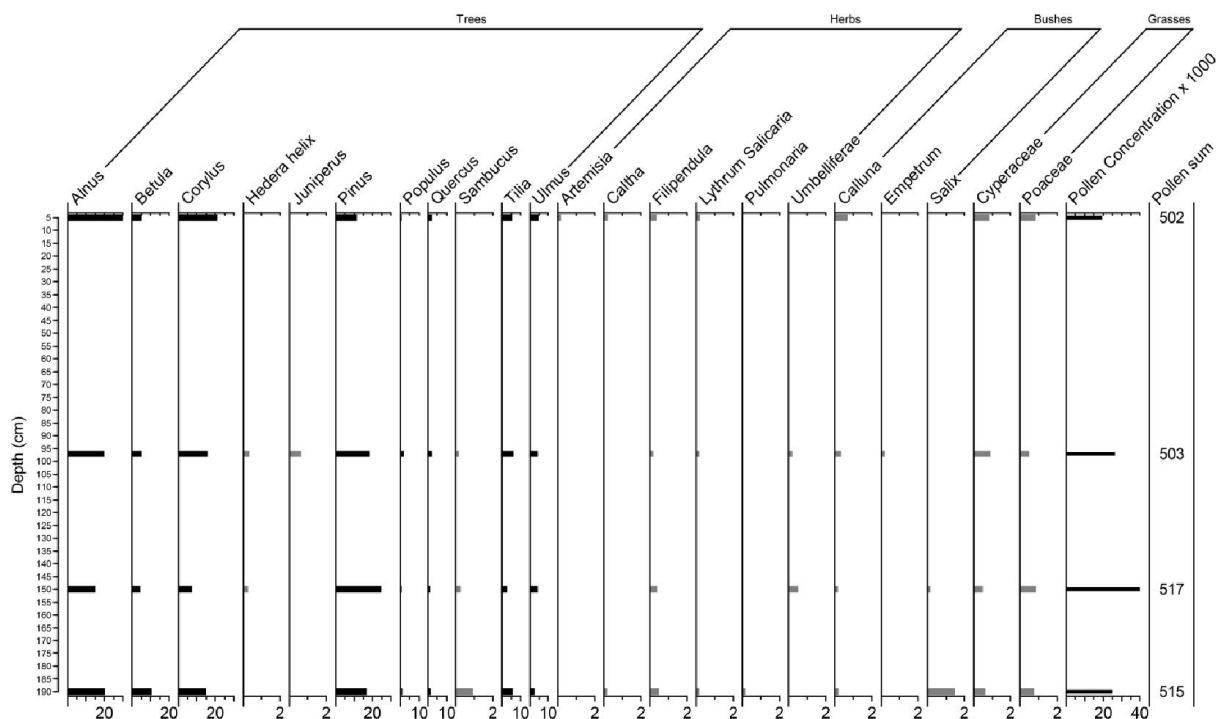 Trees Herbs Bushes Grasses
Alnus
Betula
Corylus
Hedera helix
Juniperus
Pinus
Populus
Quercus
Sambucus
Tilia
Ulmus
Artemisia
Caltha
Filipendula
Lythrum Salicaria
Pulmonaria
Umbelliferae
Calluna
Empetrum
Salix
Cyperaceae
Poaceae
Pollen Concentration x 1000
Pollen sum
Depth (cm)
5 502
10
15
20
25
30
35
40
45
50
55
60
65
70
75
80
85
90
95
100 503
105
110
115
120
125
130
135
140
145
150 517
155
160
165
170
175
180
185
190 515
20 20 20 2 2 20 10 10 2 10 10 2 2 2 2 2 2 2 2 2 2 2 20 40